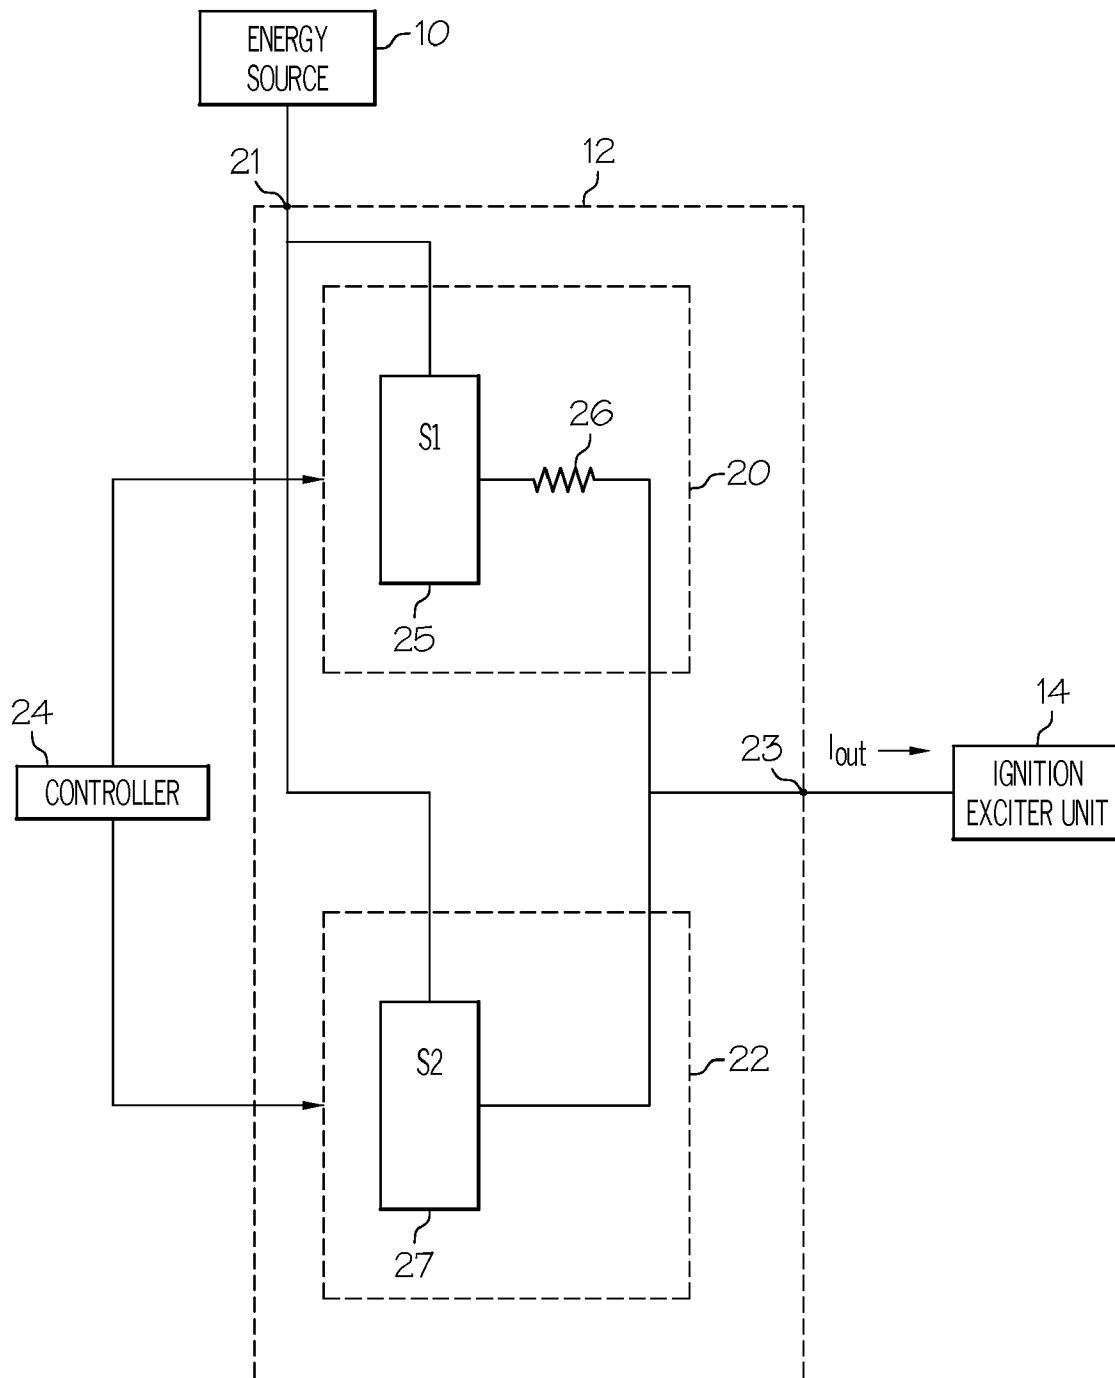 ENERGY
SOURCE
10
21
12
S1
26
20
25
24
CONTROLLER
23
Iout
14
IGNITION
EXCITER UNIT
S2
22
27